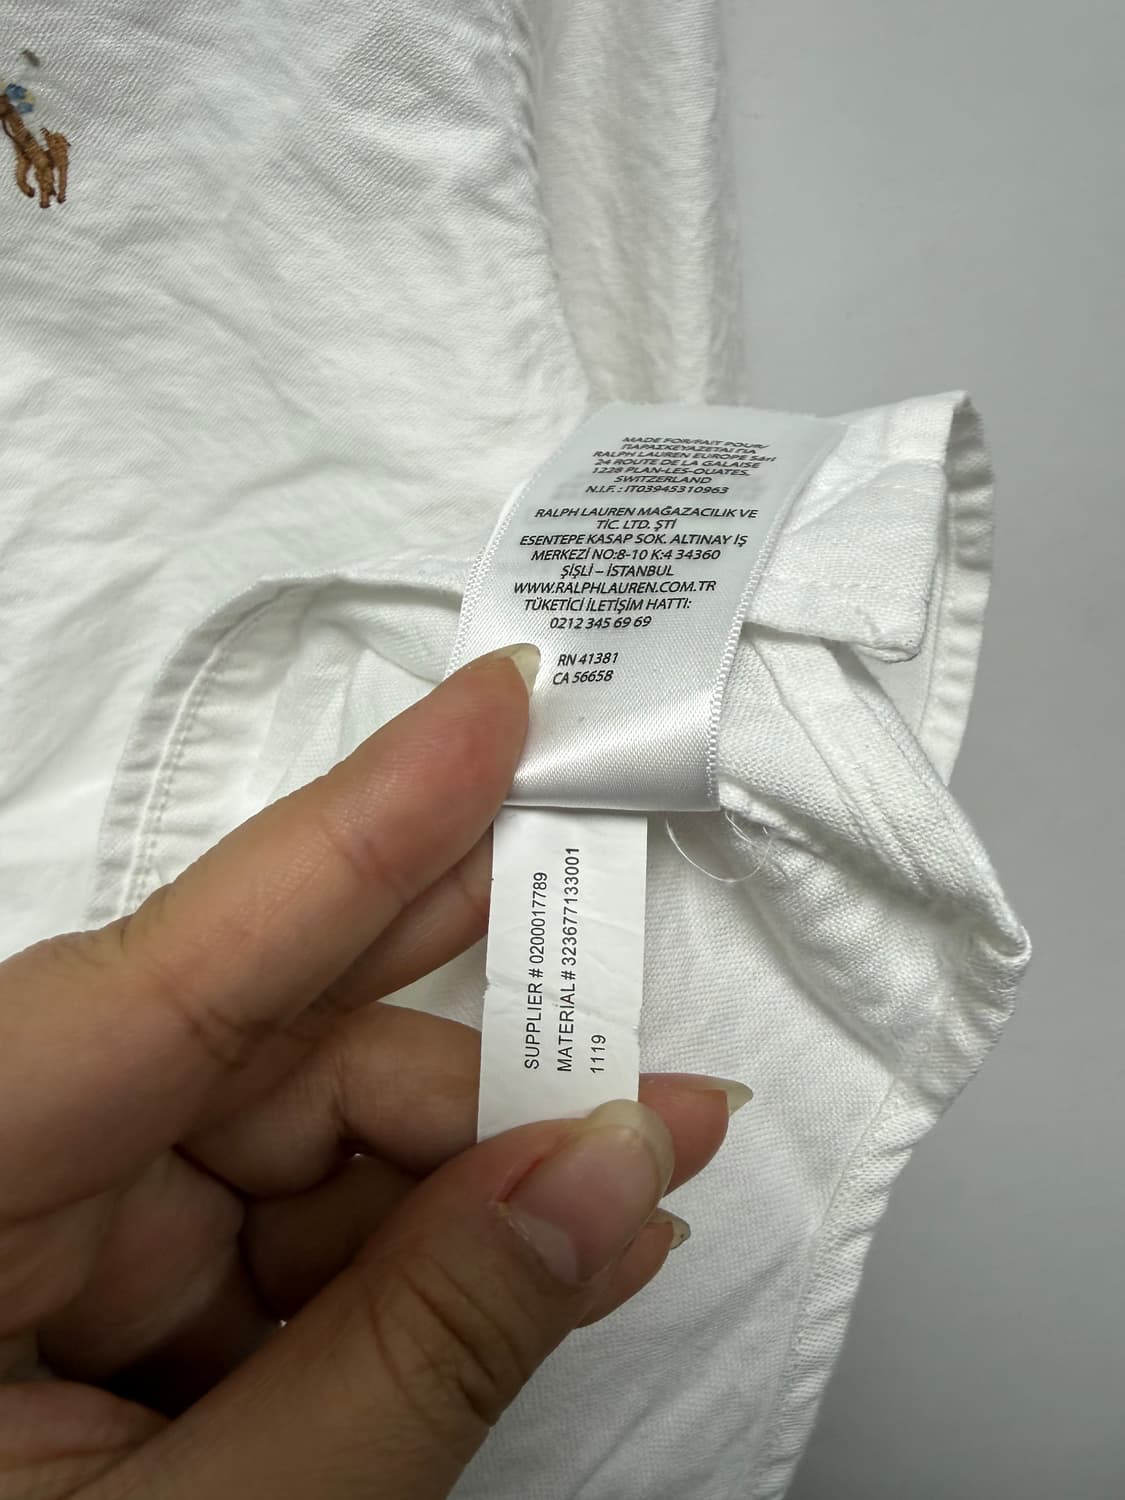 MADE FOR/FAIT POUR/
ΠΑΡΑΣΚΕΥΑΖΕΤΑΙ ΓΙΑ
RALPH LAUREN EUROPE Sàrl
24 ROUTE DE LA GALAISE
1228 PLAN-LES-OUATES,
SWITZERLAND
N.I.F.: IT03945310963
RALPH LAUREN MAĞAZACILIK VE
TİC. LTD. ŞTİ
ESENTEPE KASAP SOK. ALTINAY İŞ
MERKEZİ NO:8-10 K:4 34360
ŞİŞLİ – İSTANBUL
WWW.RALPHLAUREN.COM.TR
TÜKETİCİ İLETİŞİM HATTI:
0212 345 69 69
RN 41381
CA 56658
SUPPLIER # 0200017789
MATERIAL # 323677133001
1119